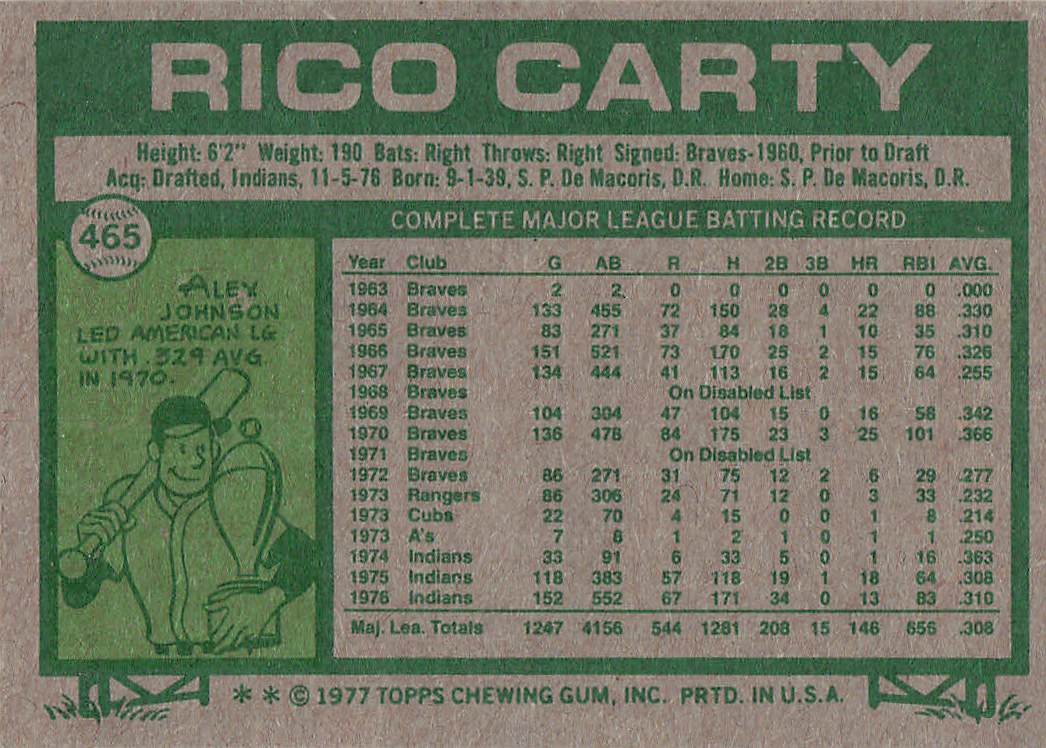 RICO CARTY
Height: 6'2" Weight: 190 Bats: Right Throws: Right Signed: Braves-1960, Prior to Draft
Acq: Drafted, Indians, 11-5-76 Born: 9-1-39, S. P. De Macoris, D.R. Home: S. P. De Macoris, D.R.
465
COMPLETE MAJOR LEAGUE BATTING RECORD
ALEX
JOHNSON
LED AMERICAN LG
WITH .329 AVG.
IN 1970.
Year Club G AB R H 2B 3B HR RBI AVG.
1963 Braves 2 2 0 0 0 0 0 0 .000
1964 Braves 133 455 72 150 28 4 22 88 .330
1965 Braves 83 271 37 84 18 1 10 35 .310
1966 Braves 151 521 73 170 25 2 15 76 .326
1967 Braves 134 444 41 113 16 2 15 64 .255
1968 Braves On Disabled List
1969 Braves 104 304 47 104 15 0 16 58 .342
1970 Braves 136 478 84 175 23 3 25 101 .366
1971 Braves On Disabled List
1972 Braves 86 271 31 75 12 2 6 29 .277
1973 Rangers 86 306 24 71 12 0 3 33 .232
1973 Cubs 22 70 4 15 0 0 1 8 .214
1973 A's 7 8 1 2 1 0 1 1 .250
1974 Indians 33 91 6 33 5 0 1 16 .363
1975 Indians 118 383 57 118 19 1 18 64 .308
1976 Indians 152 552 67 171 34 0 13 83 .310
Maj. Lea. Totals 1247 4156 544 1281 208 15 146 656 .308
* * © 1977 TOPPS CHEWING GUM, INC. PRTD. IN U.S.A.